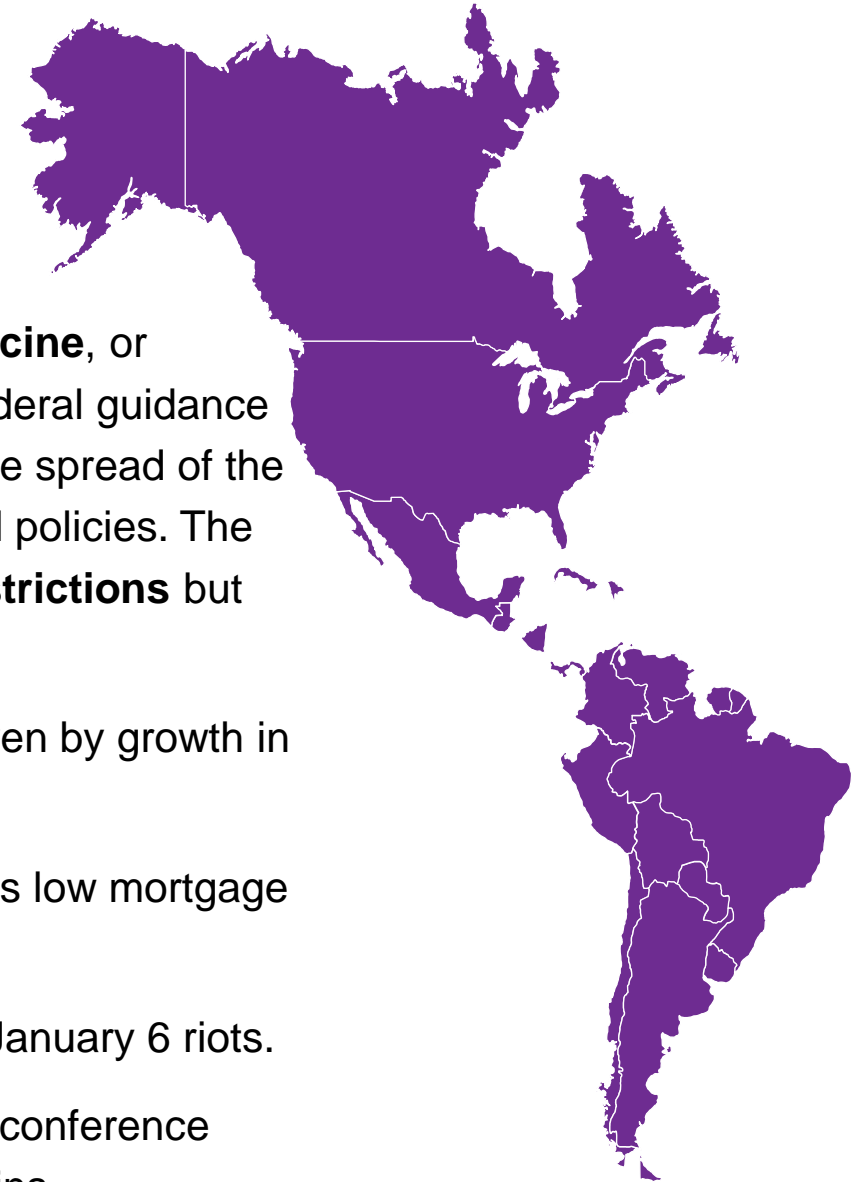 cine, or
deral guidance
e spread of the
l policies. The
strictions but
en by growth in
s low mortgage
January 6 riots.
conference